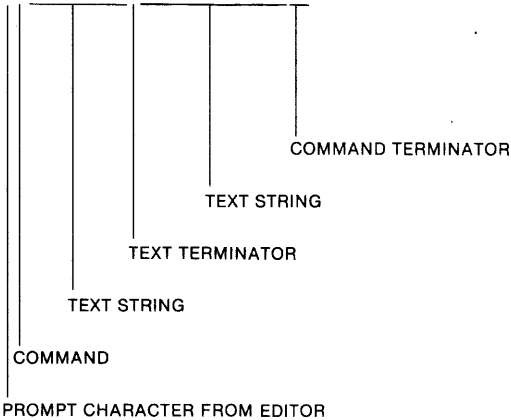 COMMAND TERMINATOR
TEXT STRING
TEXT TERMINATOR
TEXT STRING
COMMAND
PROMPT CHARACTER FROM EDITOR